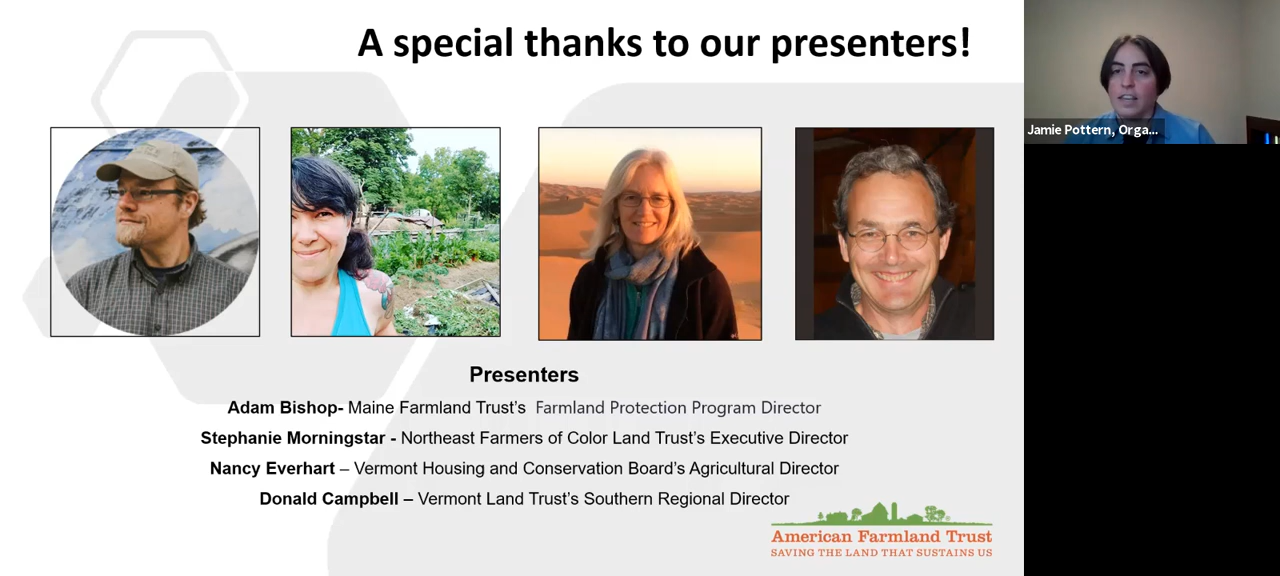 A special thanks to our presenters!
Jamie Pottern, Orga...
Presenters
Adam Bishop- Maine Farmland Trust's Farmland Protection Program Director
Stephanie Morningstar - Northeast Farmers of Color Land Trust's Executive Director
Nancy Everhart – Vermont Housing and Conservation Board's Agricultural Director
Donald Campbell – Vermont Land Trust's Southern Regional Director
American Farmland Trust
SAVING THE LAND THAT SUSTAINS US